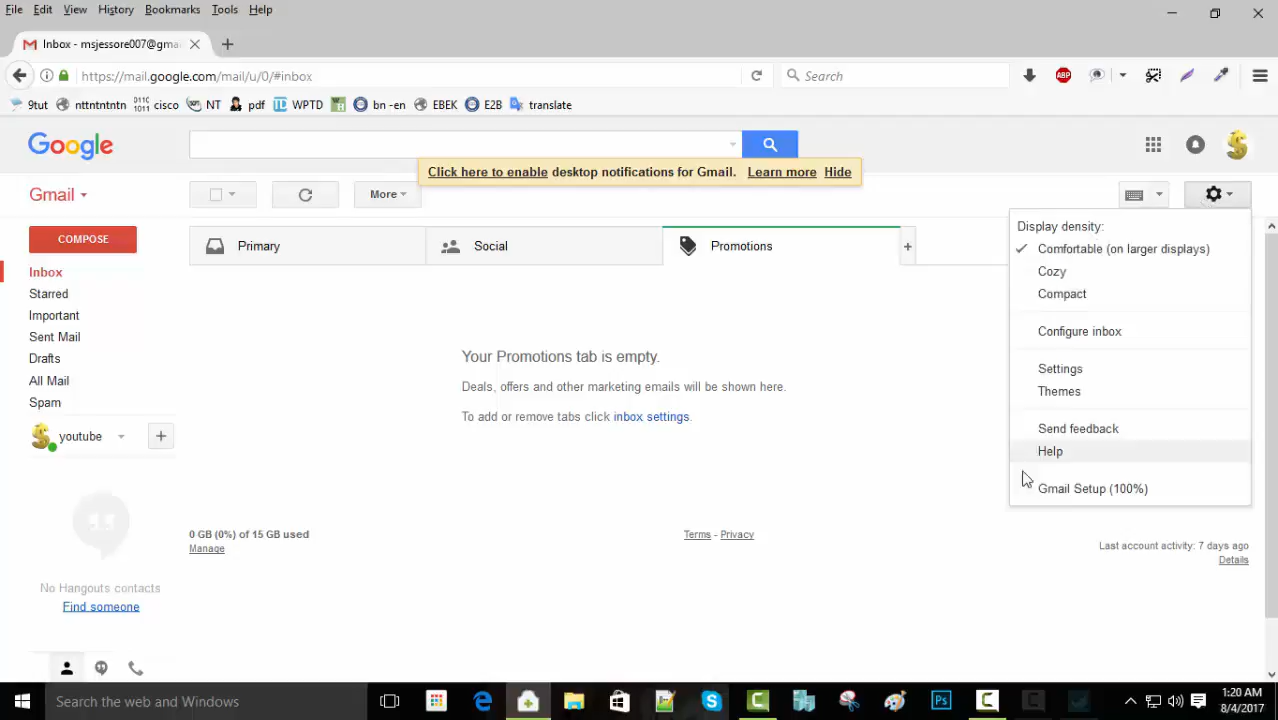 File Edit View History Bookmarks Tools Help
Inbox - msjessore007@gma
https://mail.google.com/mail/u/0/#inbox
Search
9tut nttntntntn cisco NT pdf WPTD bn -en EBEK E2B translate
Google
Click here to enable desktop notifications for Gmail. Learn more Hide
Gmail
More
COMPOSE
Primary
Social
Promotions
+
Inbox
Starred
Important
Sent Mail
Drafts
All Mail
Spam
youtube
+
No Hangouts contacts
Find someone
Your Promotions tab is empty.
Deals, offers and other marketing emails will be shown here.
To add or remove tabs click inbox settings.
0 GB (0%) of 15 GB used
Manage
Terms - Privacy
Last account activity: 7 days ago
Details
Display density:
Comfortable (on larger displays)
Cozy
Compact
Configure inbox
Settings
Themes
Send feedback
Help
Gmail Setup (100%)
Search the web and Windows
1:20 AM
8/4/2017